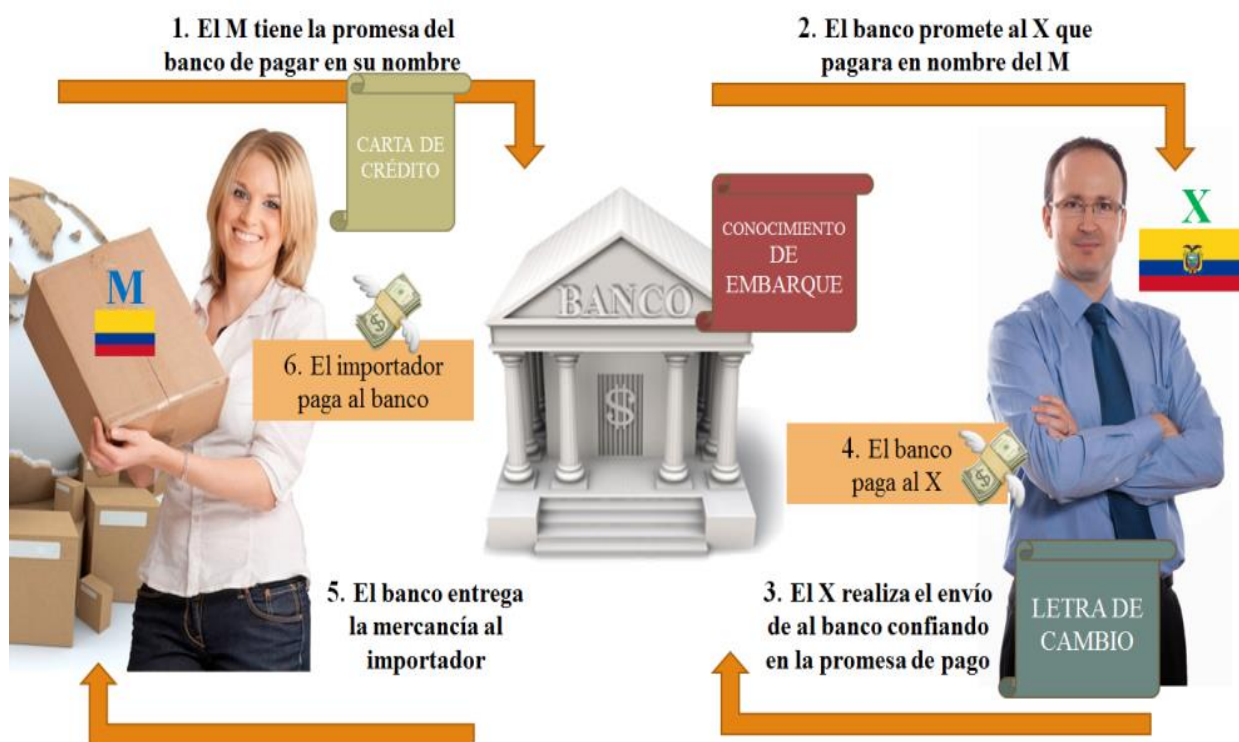 1. El M tiene la promesa del
banco de pagar en su nombre
2. El banco promete al X que
pagara en nombre del M
CARTA DE
CRÉDITO
CONOCIMIENTO
DE
EMBARQUE
X
M
BANCO
$
6. El importador
paga al banco
4. El banco
paga al X
5. El banco entrega
la mercancía al
importador
3. El X realiza el envío
de al banco confiando
en la promesa de pago
LETRA DE
CAMBIO